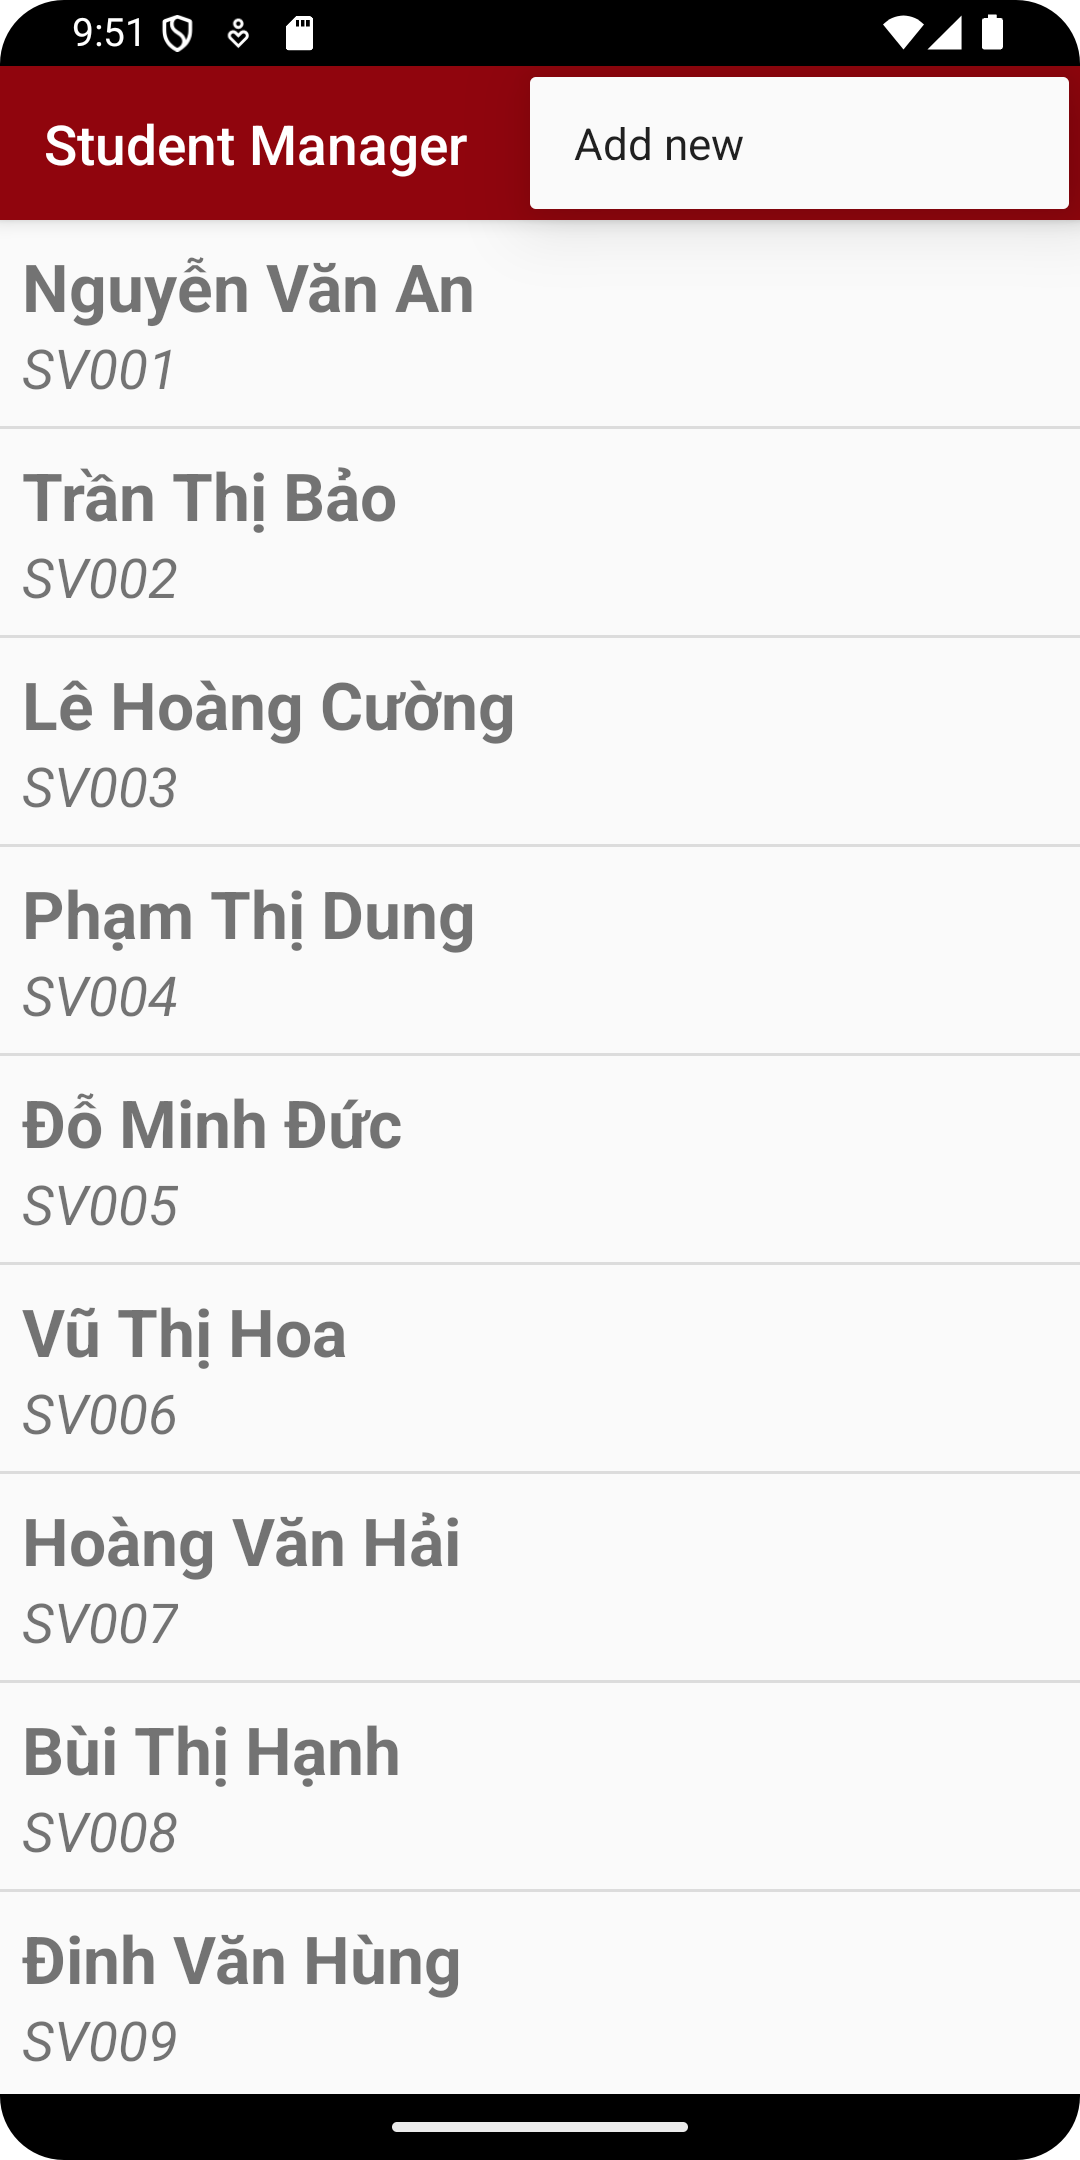 9:51
Student Manager
Add new
Nguyễn Văn An
SV001
Trần Thị Bảo
SV002
Lê Hoàng Cường
SV003
Phạm Thị Dung
SV004
Đỗ Minh Đức
SV005
Vũ Thị Hoa
SV006
Hoàng Văn Hải
SV007
Bùi Thị Hạnh
SV008
Đinh Văn Hùng
SV009